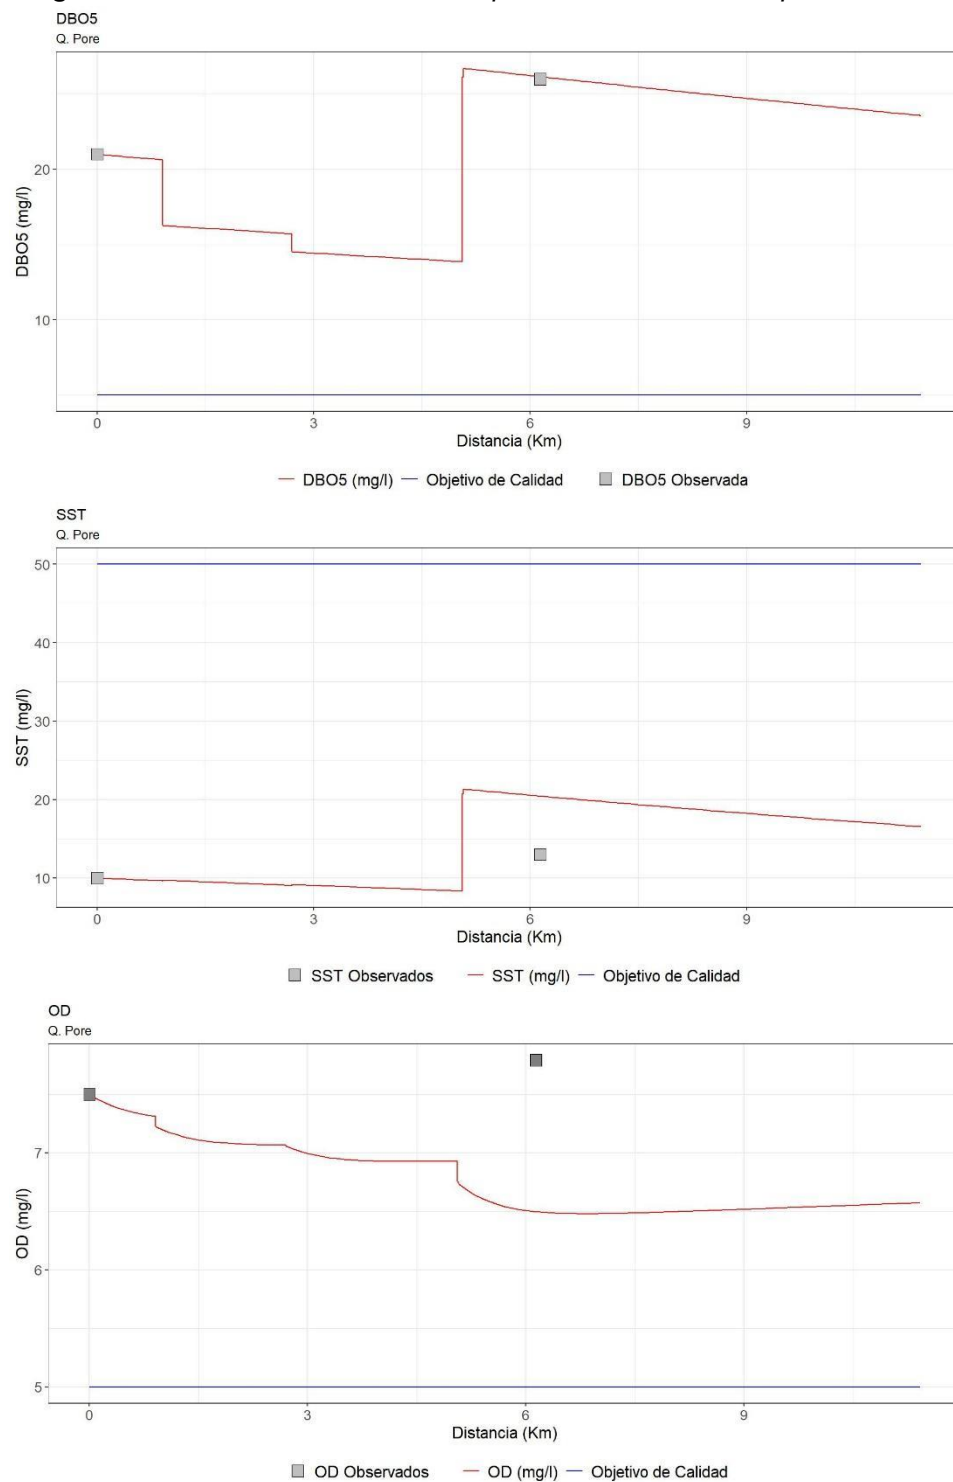 DBO5
Q. Pore
20
10
DBO5 (mg/l)
0 3 6 9
Distancia (Km)
DBO5 (mg/l) Objetivo de Calidad DBO5 Observada
SST
Q. Pore
50
40
30
20
10
SST (mg/l)
0 3 6 9
Distancia (Km)
SST Observados SST (mg/l) Objetivo de Calidad
OD
Q. Pore
7
6
5
OD (mg/l)
0 3 6 9
Distancia (Km)
OD Observados OD (mg/l) Objetivo de Calidad